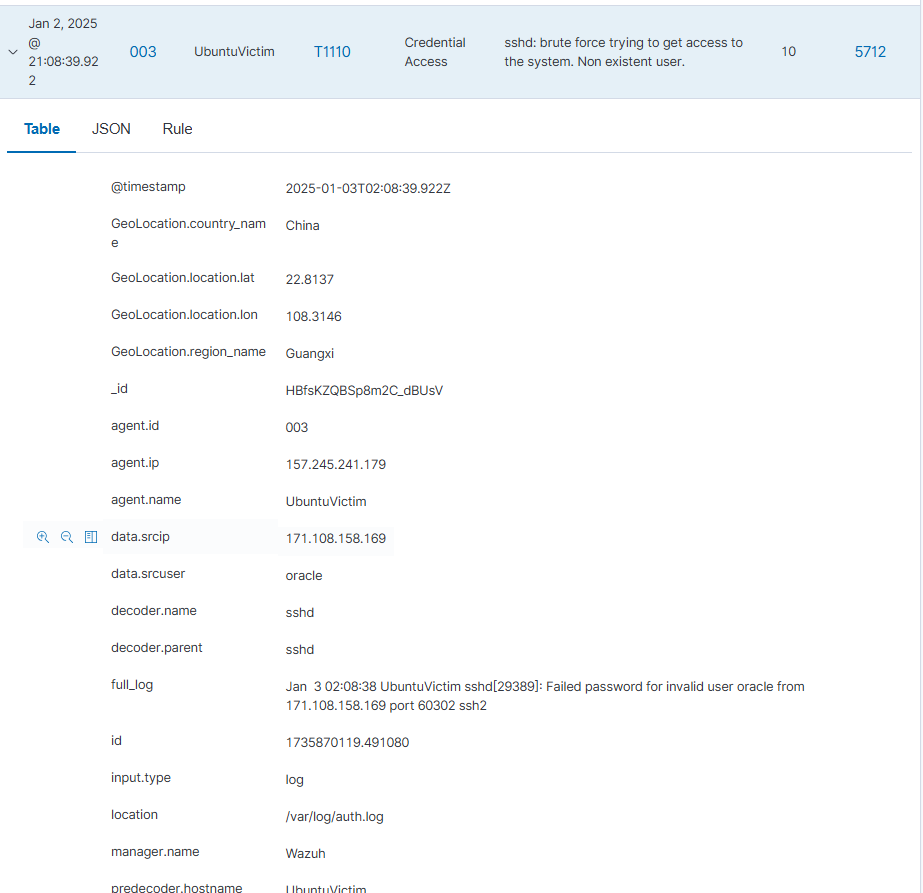 Jan 2, 2025
@
21:08:39.92
2
003
UbuntuVictim
T1110
Credential
Access
sshd: brute force trying to get access to
the system. Non existent user.
10
5712
Table JSON Rule
@timestamp 2025-01-03T02:08:39.922Z
GeoLocation.country_nam
e
China
GeoLocation.location.lat 22.8137
GeoLocation.location.lon 108.3146
GeoLocation.region_name Guangxi
_id HBfsKZQBSp8m2C_dBUsV
agent.id 003
agent.ip 157.245.241.179
agent.name UbuntuVictim
data.srcip 171.108.158.169
data.srcuser oracle
decoder.name sshd
decoder.parent sshd
full_log Jan  3 02:08:38 UbuntuVictim sshd[29389]: Failed password for invalid user oracle from
171.108.158.169 port 60302 ssh2
id 1735870119.491080
input.type log
location /var/log/auth.log
manager.name Wazuh
predecoder.hostname UbuntuVictim